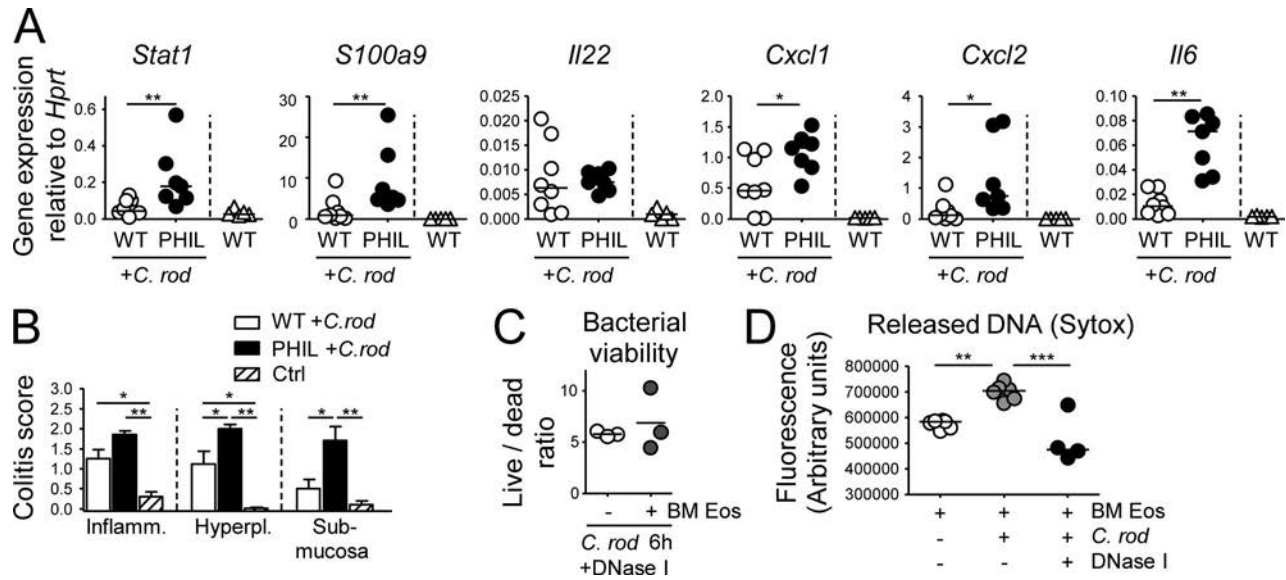 A
Stat1 S100a9 Il22 Cxcl1 Cxcl2 Il6
Gene expression
relative to Hprt
** ** * * **
0.6 30 0.025 2.0 4 0.10
0.4 20 0.020 1.5 3 0.08
0.2 10 0.015 1.0 2 0.06
0.0 0 0.010 0.5 1 0.04
0.005 0.0 0 0.02
0.000 0.00
WT PHIL WT WT PHIL WT WT PHIL WT WT PHIL WT WT PHIL WT WT PHIL WT
+C. rod +C. rod +C. rod +C. rod +C. rod +C. rod
B
WT +C.rod
PHIL +C.rod
Ctrl
Colitis score
3.0
2.5
2.0
1.5
1.0
0.5
0.0
* ** * * ** * **
Inflamm. Hyperpl. Sub-
mucosa
C
Bacterial
viability
Live / dead
ratio
10
5
0
- + BM Eos
C. rod 6h
+DNase I
D
Released DNA (Sytox)
Fluorescence
(Arbitrary units)
** ***
800000
700000
600000
500000
400000
300000
+ + + BM Eos
- + + C. rod
- - + DNase I